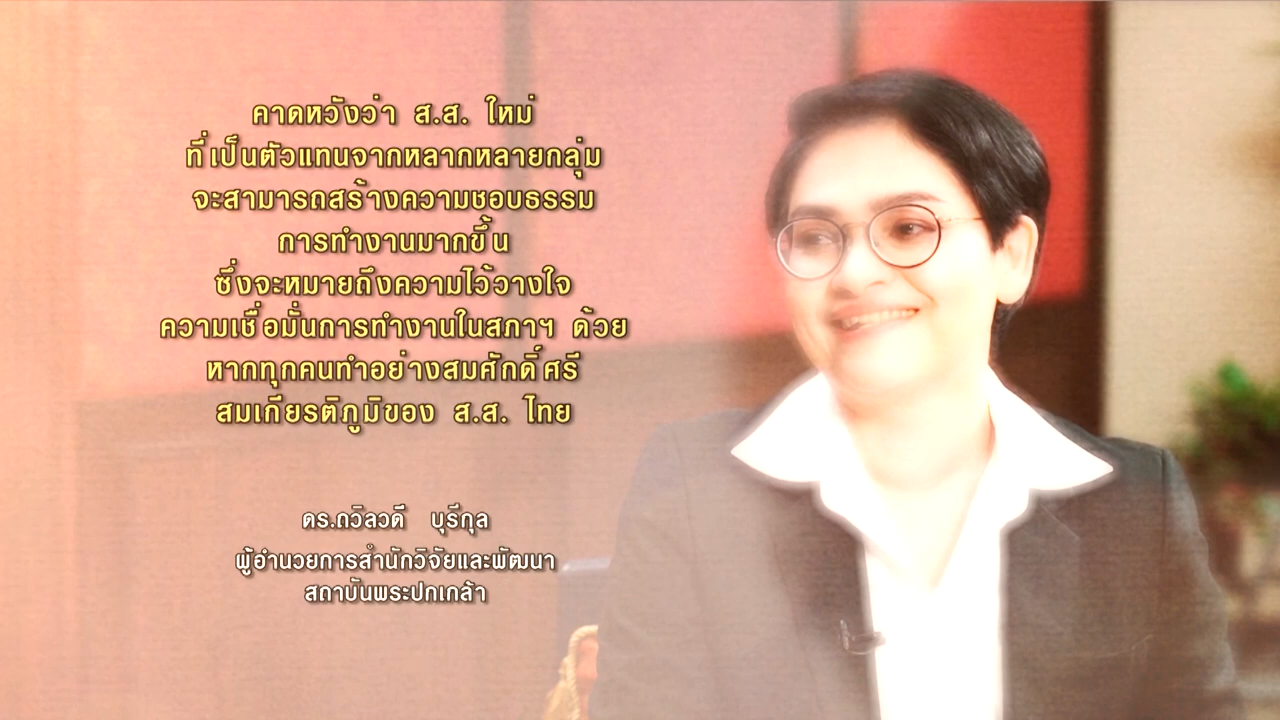 คาดหวังว่า ส.ส. ใหม่
ที่เป็นตัวแทนจากหลากหลายกลุ่ม
จะสามารถสร้างความชอบธรรม
การทำงานมากขึ้น
ซึ่งจะหมายถึงความไว้วางใจ
ความเชื่อมั่นการทำงานในสภาฯ ด้วย
หากทุกคนทำอย่างสมศักดิ์ศรี
สมเกียรติภูมิของ ส.ส. ไทย
ดร.ถวิลวดี บุรีกุล
ผู้อำนวยการสำนักวิจัยและพัฒนา
สถาบันพระปกเกล้า